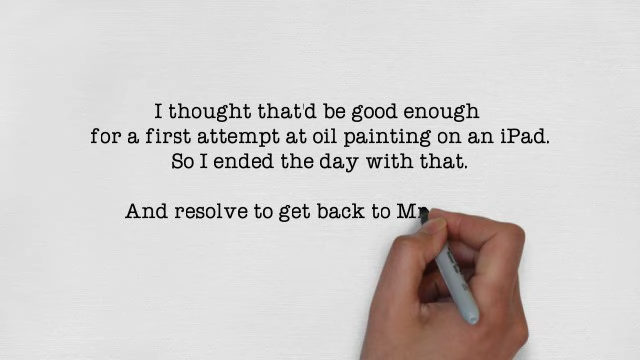 I thought that'd be good enough
for a first attempt at oil painting on an iPad.
So I ended the day with that.
And resolve to get back to